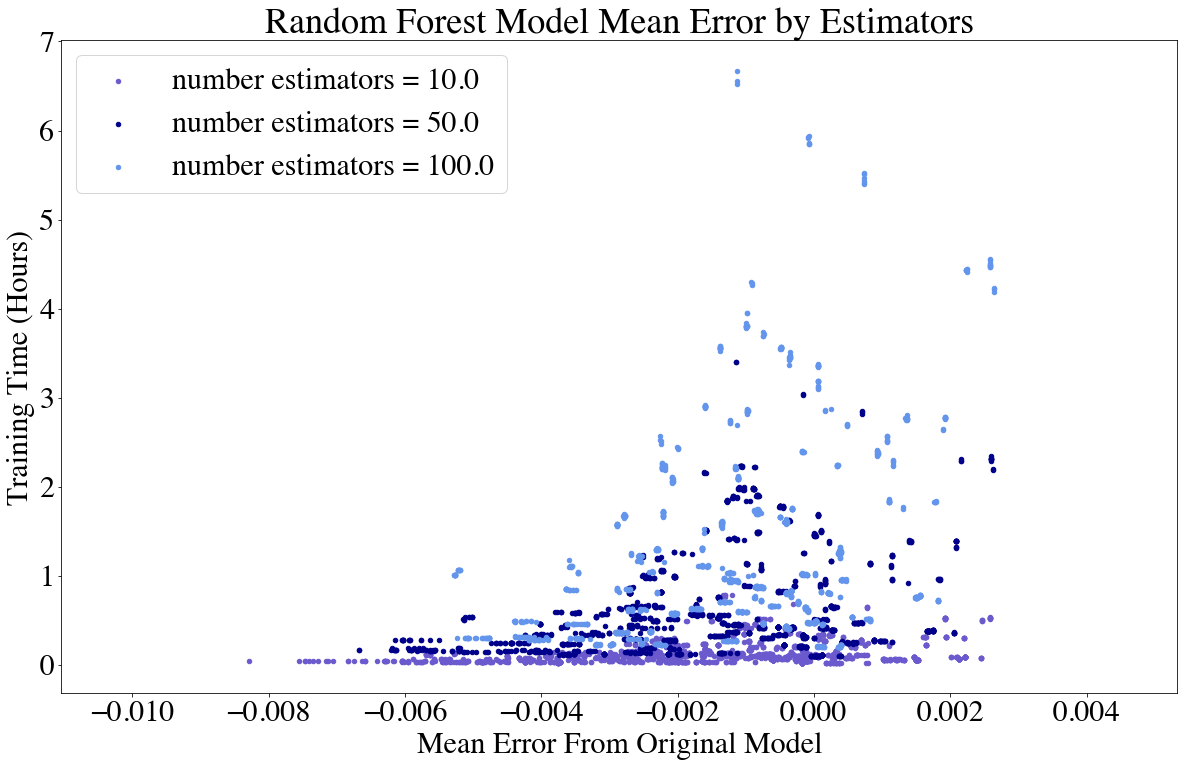 Random Forest Model Mean Error by Estimators
number estimators = 10.0
number estimators = 50.0
number estimators = 100.0
Training Time (Hours)
7
6
5
4
3
2
1
0
−0.010 −0.008 −0.006 −0.004 −0.002 0.000 0.002 0.004
Mean Error From Original Model